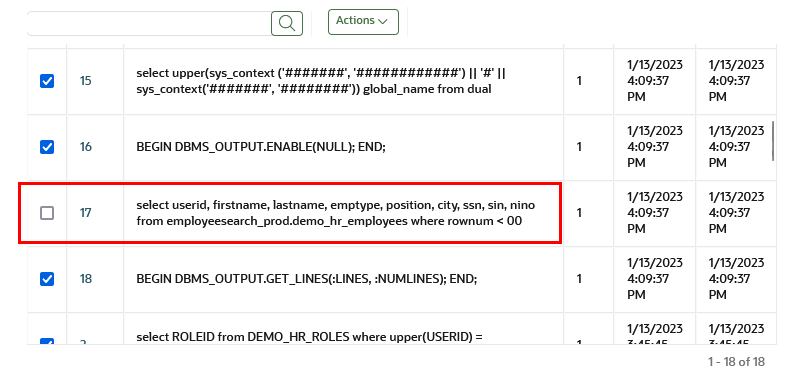 Actions
15
select upper(sys_context ('#######', '############') || '#' ||
sys_context('#######', '########')) global_name from dual
1
1/13/2023
4:09:37
PM
1/13/2023
4:09:37
PM
16
BEGIN DBMS_OUTPUT.ENABLE(NULL); END;
1
1/13/2023
4:09:37
PM
1/13/2023
4:09:37
PM
17
select userid, firstname, lastname, emptype, position, city, ssn, sin, nino
from employeesearch_prod.demo_hr_employees where rownum < 00
1
1/13/2023
4:09:37
PM
1/13/2023
4:09:37
PM
18
BEGIN DBMS_OUTPUT.GET_LINES(:LINES, :NUMLINES); END;
1
1/13/2023
4:09:37
PM
1/13/2023
4:09:37
PM
select ROLEID from DEMO_HR_ROLES where upper(USERID) =
1
1/13/2023
1/13/2023
1 - 18 of 18